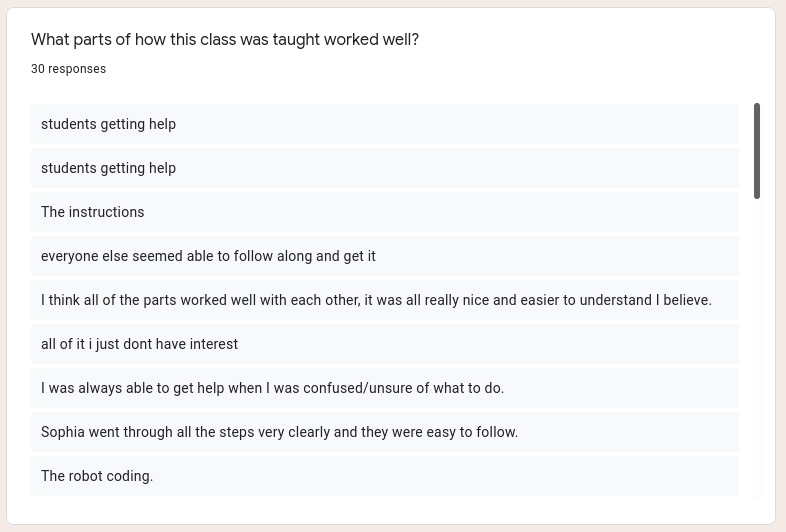 What parts of how this class was taught worked well?
30 responses
students getting help
students getting help
The instructions
everyone else seemed able to follow along and get it
I think all of the parts worked well with each other, it was all really nice and easier to understand I believe.
all of it i just dont have interest
I was always able to get help when I was confused/unsure of what to do.
Sophia went through all the steps very clearly and they were easy to follow.
The robot coding.